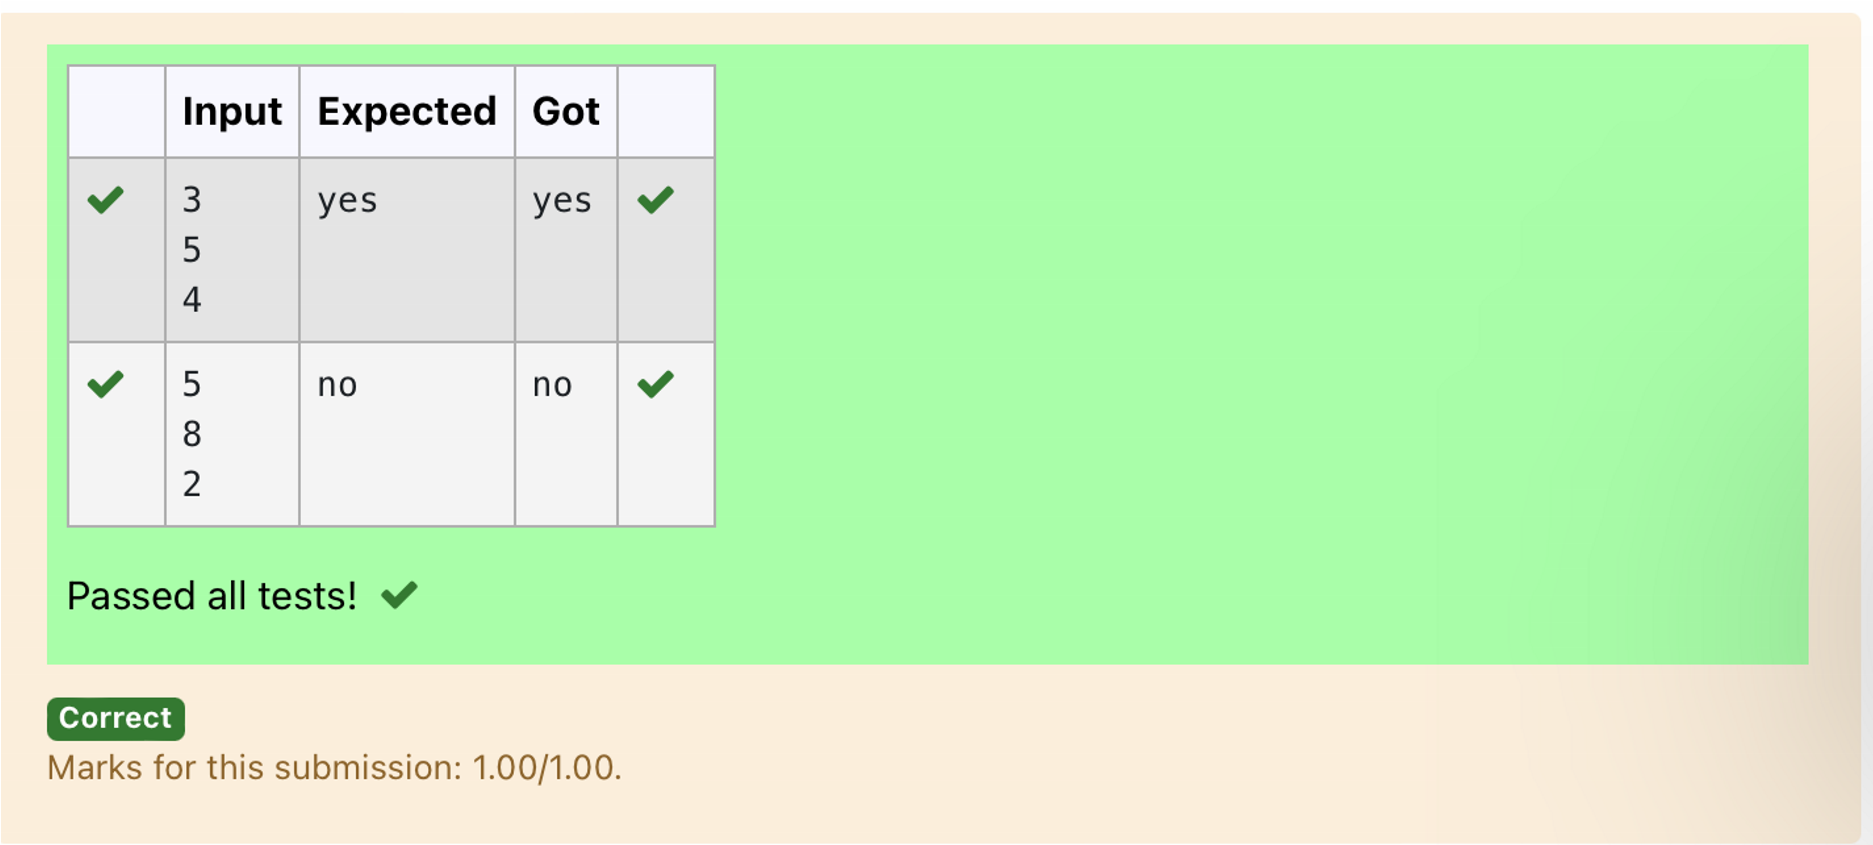 Input Expected Got
3 yes yes
5
4
5 no no
8
2
Passed all tests!
Correct
Marks for this submission: 1.00/1.00.